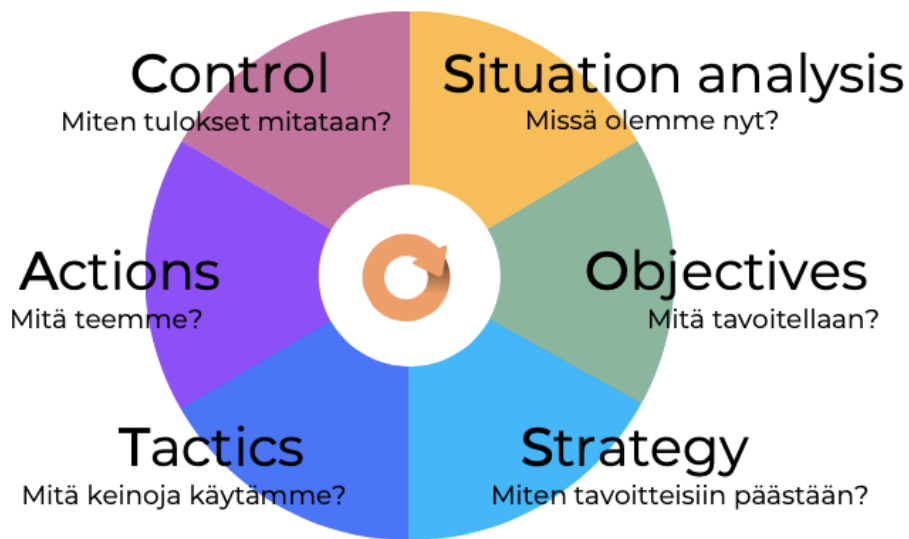 Control
Miten tulokset mitataan?
Situation analysis
Missä olemme nyt?
Actions
Mitä teemme?
Objectives
Mitä tavoitellaan?
Tactics
Mitä keinoja käytämme?
Strategy
Miten tavoitteisiin päästään?